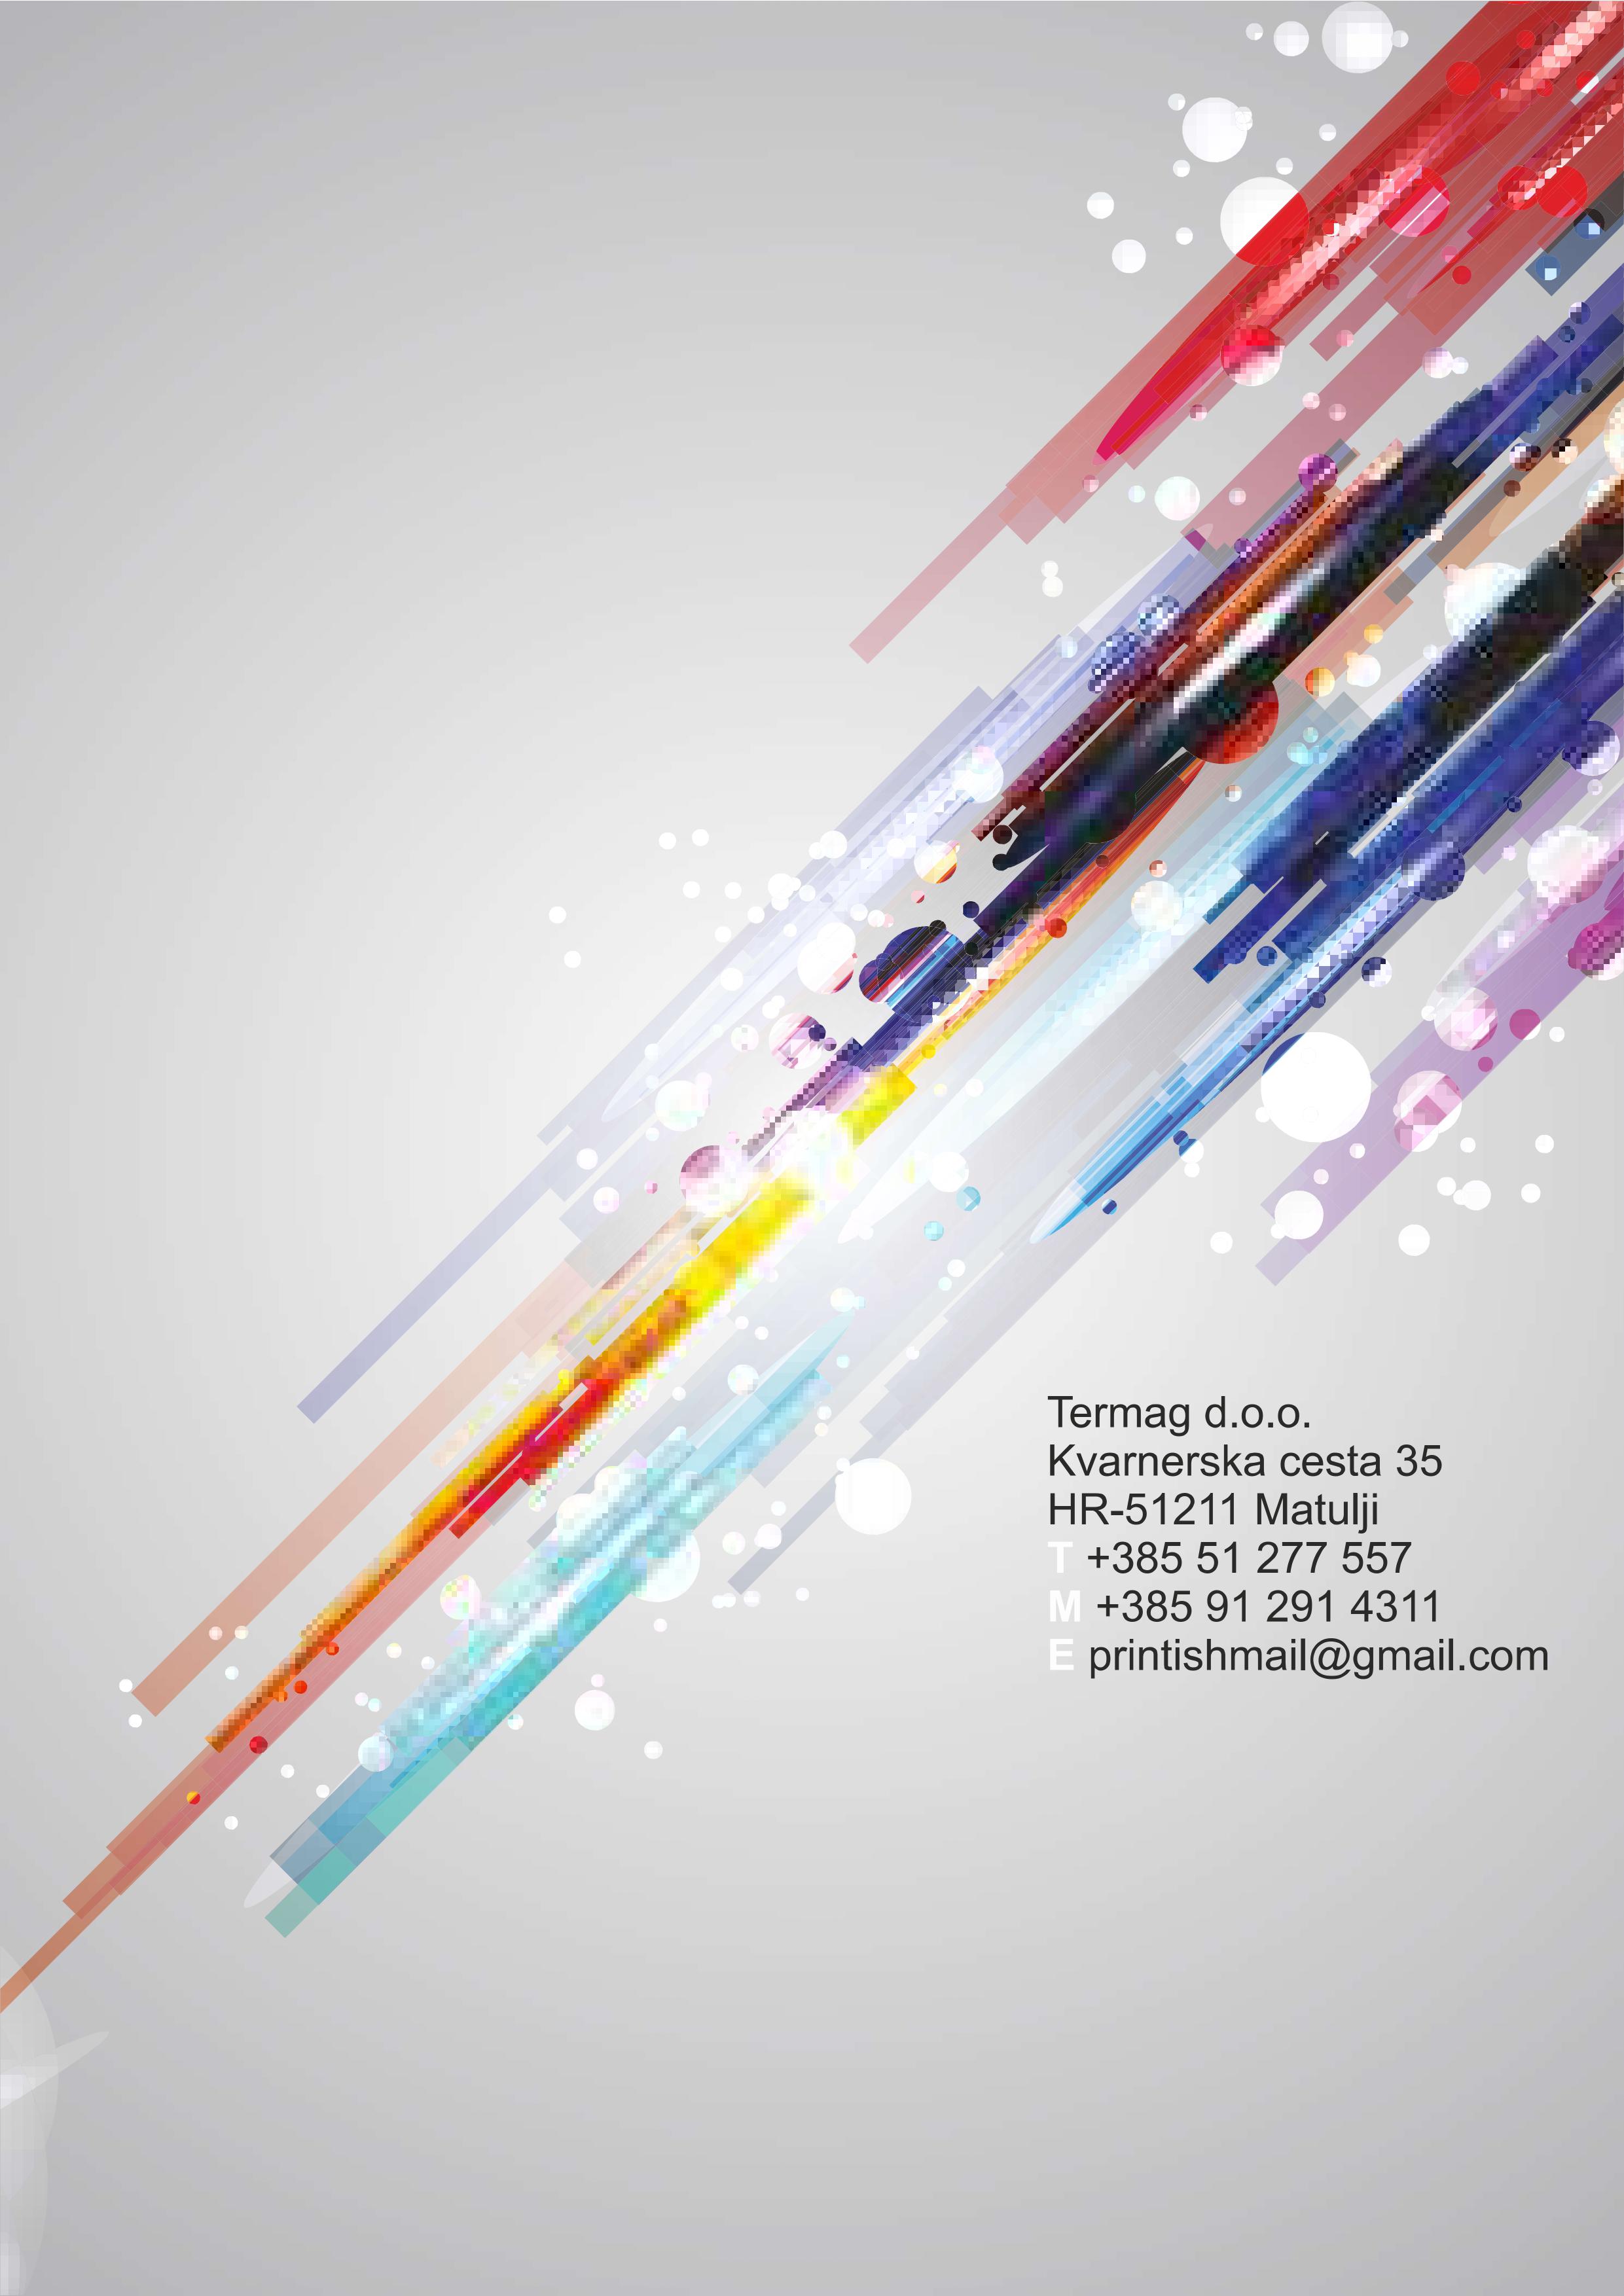 Termag d.o.o.
Kvarnerska cesta 35
HR-51211 Matulji
T +385 51 277 557
M +385 91 291 4311
E printishmail@gmail.com